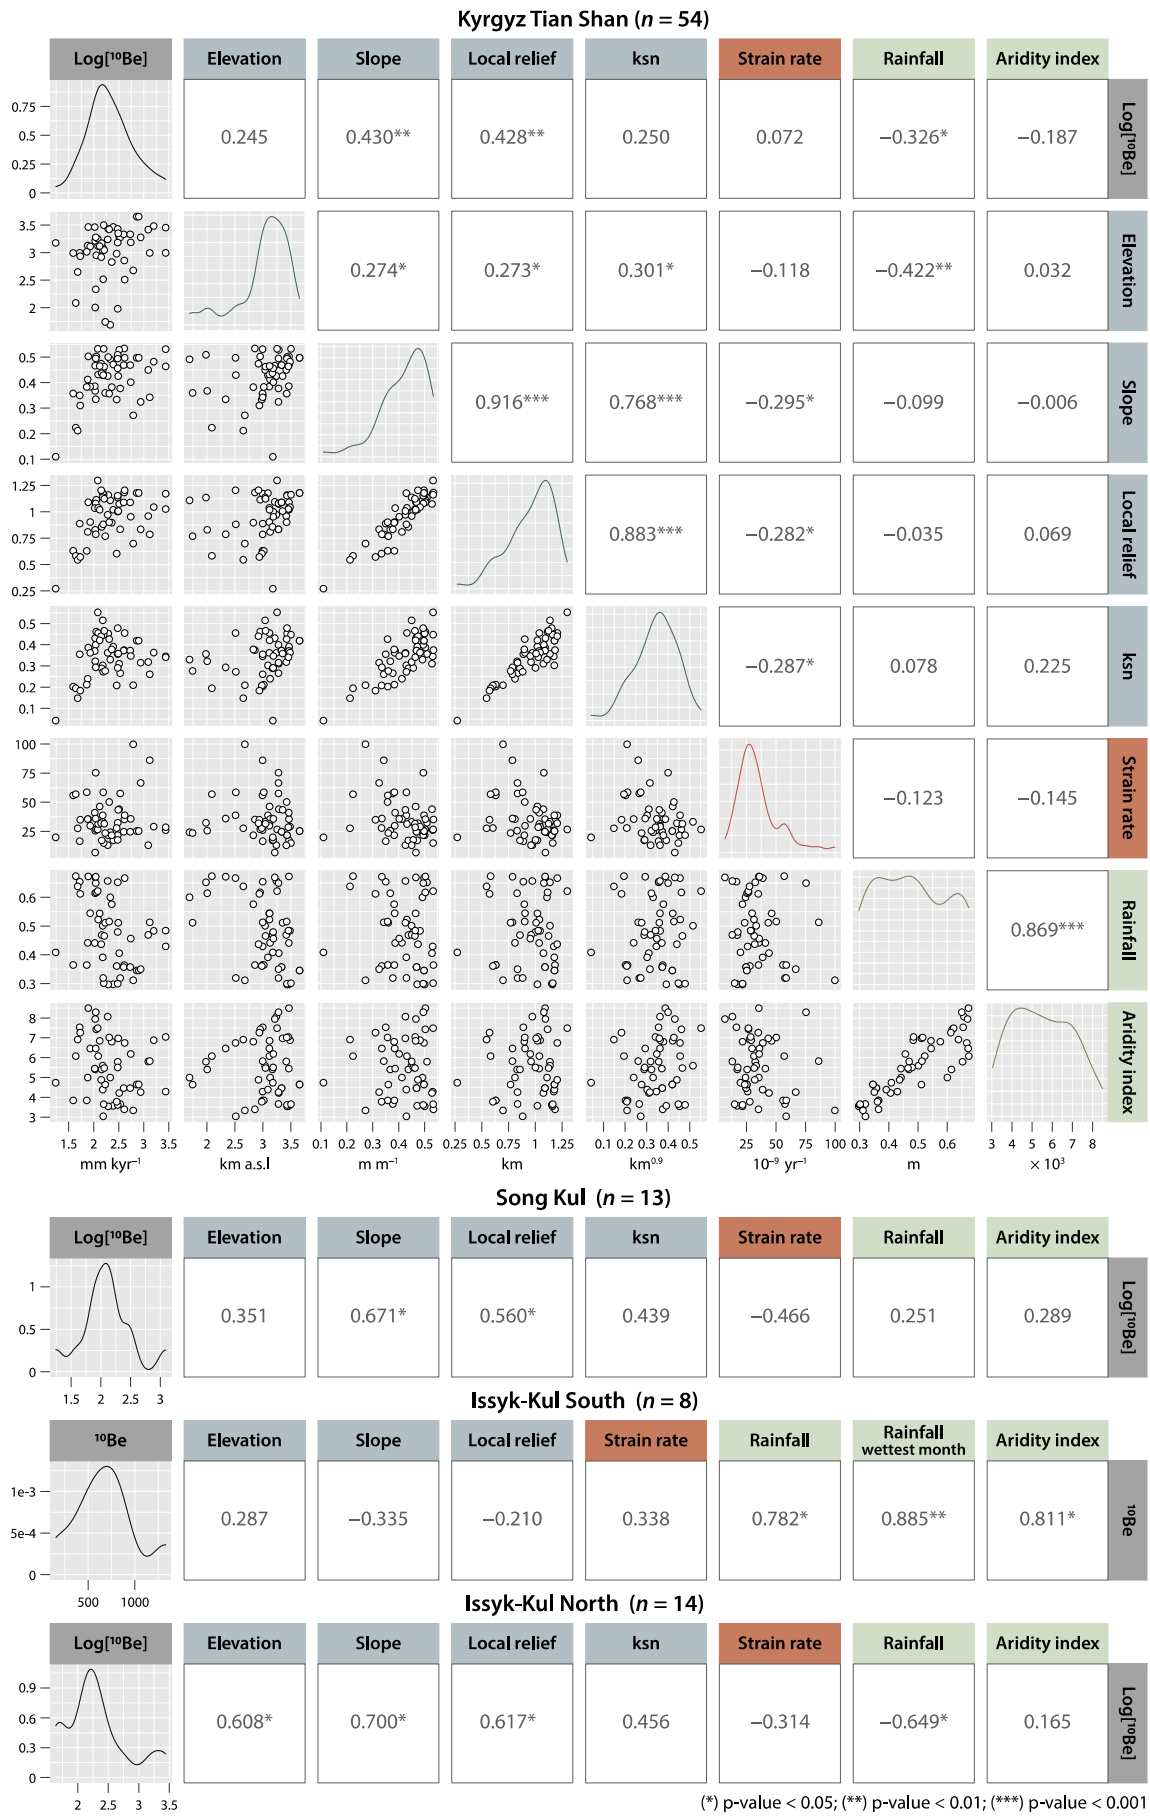 Kyrgyz Tian Shan (n = 54)
Log[¹⁰Be] Elevation Slope Local relief ksn Strain rate Rainfall Aridity index
0.75 0.5 0.25 0
0.245 0.430** 0.428** 0.250 0.072 −0.326* −0.187
Log[¹⁰Be]
3.5 3 2.5 2
0.274* 0.273* 0.301* −0.118 −0.422** 0.032
Elevation
0.5 0.4 0.3 0.2 0.1
0.916*** 0.768*** −0.295* −0.099 −0.006
Slope
1.25 1 0.75 0.5 0.25
0.883*** −0.282* −0.035 0.069
Local relief
0.5 0.4 0.3 0.2 0.1
−0.287* 0.078 0.225
ksn
100 75 50 25
−0.123 −0.145
Strain rate
0.6 0.5 0.4 0.3
0.869***
Rainfall
8 7 6 5 4 3
Aridity index
1.5 2 2.5 3 3.5 2 2.5 3 3.5 0.1 0.2 0.3 0.4 0.5 0.25 0.5 0.75 1 1.25 0.1 0.2 0.3 0.4 0.5 25 50 75 100 0.3 0.4 0.5 0.6 3 4 5 6 7 8
mm kyr⁻¹ km a.s.l m m⁻¹ km km⁰·⁹ 10⁻⁹ yr⁻¹ m × 10³
Song Kul (n = 13)
Log[¹⁰Be] Elevation Slope Local relief ksn Strain rate Rainfall Aridity index
1 0.5 0
0.351 0.671* 0.560* 0.439 −0.466 0.251 0.289
Log[¹⁰Be]
1.5 2 2.5 3
Issyk-Kul South (n = 8)
¹⁰Be Elevation Slope Local relief Strain rate Rainfall Rainfall wettest month Aridity index
1e-3 5e-4 0
0.287 −0.335 −0.210 0.338 0.782* 0.885** 0.811*
¹⁰Be
500 1000
Issyk-Kul North (n = 14)
Log[¹⁰Be] Elevation Slope Local relief ksn Strain rate Rainfall Aridity index
0.9 0.6 0.3 0
0.608* 0.700* 0.617* 0.456 −0.314 −0.649* 0.165
Log[¹⁰Be]
2 2.5 3 3.5
(*) p-value < 0.05; (**) p-value < 0.01; (***) p-value < 0.001